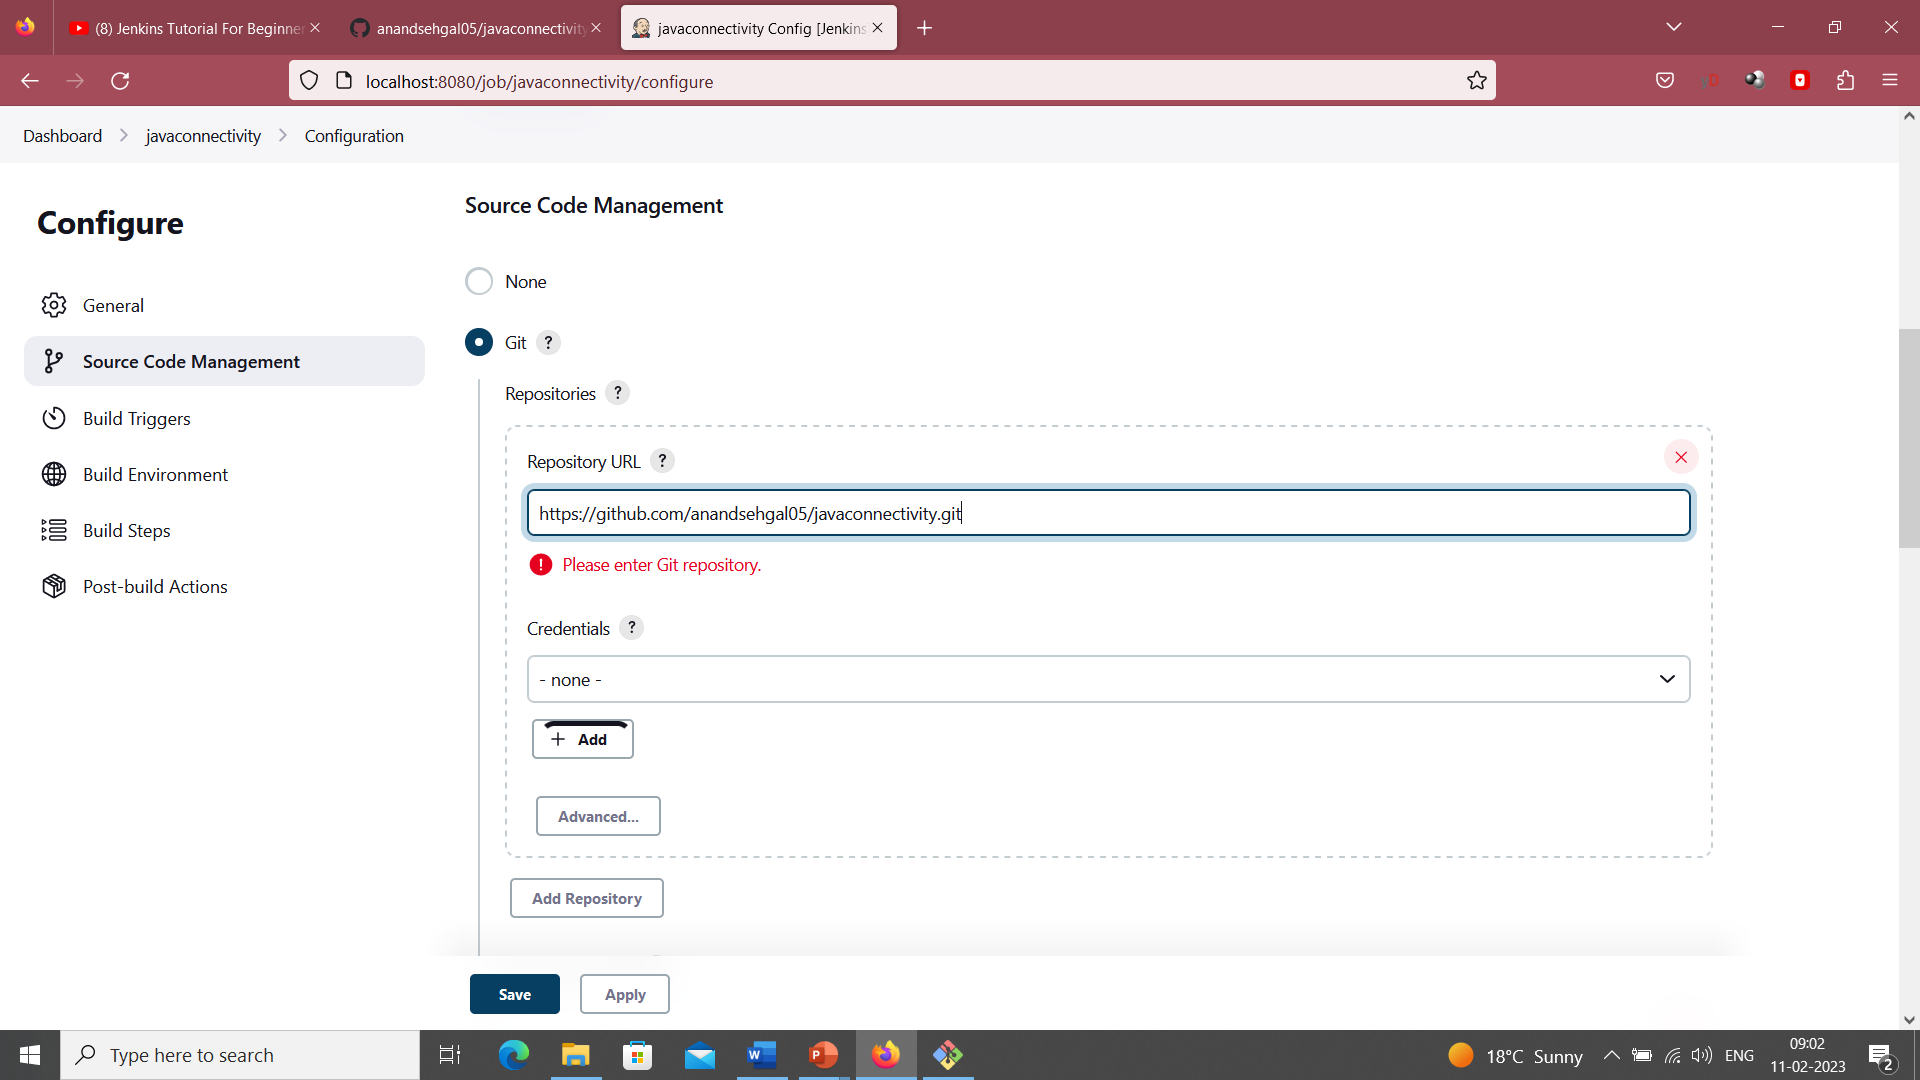 (8) Jenkins Tutorial For Beginner
anandsehgal05/javaconnectivity
javaconnectivity Config [Jenkins
localhost:8080/job/javaconnectivity/configure
Dashboard
javaconnectivity
Configuration
Configure
General
Source Code Management
Build Triggers
Build Environment
Build Steps
Post-build Actions
Source Code Management
None
Git ?
Repositories ?
Repository URL ?
https://github.com/anandsehgal05/javaconnectivity.git
Please enter Git repository.
Credentials ?
- none -
+ Add
Advanced...
Add Repository
Save
Apply
Type here to search
18°C Sunny
ENG
09:02
11-02-2023
2